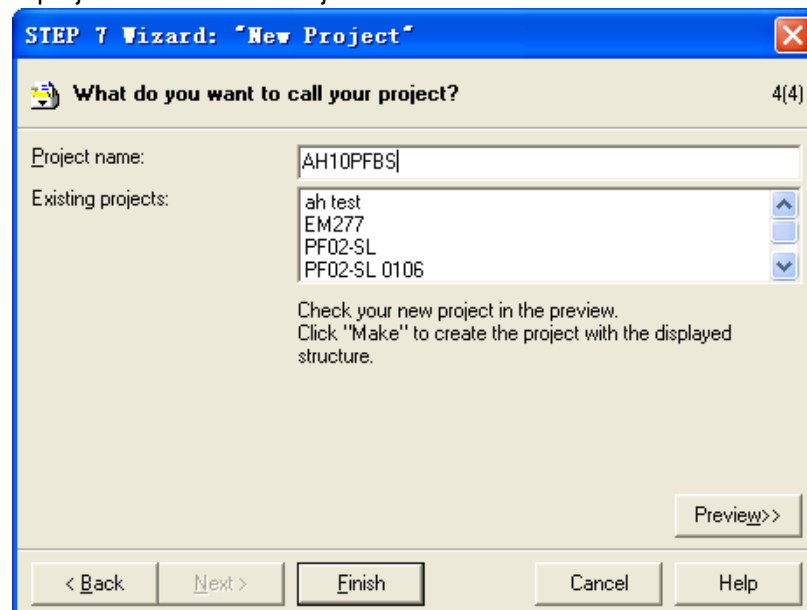 STEP 7 Wizard: "New Project"
What do you want to call your project? 4(4)
Project name: AH10PFBS
Existing projects: ah test
EM277
PF02-SL
PF02-SL 0106
Check your new project in the preview.
Click "Make" to create the project with the displayed
structure.
Preview>>
< Back Next > Finish Cancel Help